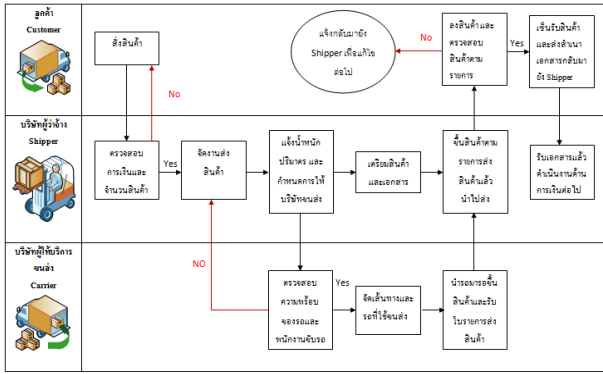 ลูกค้า
Customer
สั่งสินค้า
No
แจ้งกลับมายัง
Shipper เพื่อแก้ไข
ต่อไป
No
ลงสินค้าและ
ตรวจสอบ
สินค้าตาม
รายการ
Yes
เซ็นรับสินค้า
และส่งสำเนา
เอกสารกลับมา
ยัง Shipper
บริษัทผู้ว่าจ้าง
Shipper
ตรวจสอบ
การเงินและ
จำนวนสินค้า
Yes
จัดงานส่ง
สินค้า
แจ้งน้ำหนัก
ปริมาตร และ
กำหนดการให้
บริษัทขนส่ง
เตรียมสินค้า
และเอกสาร
ขึ้นสินค้าตาม
รายการส่ง
สินค้าแล้ว
นำไปส่ง
รับเอกสารแล้ว
ดำเนินงานด้าน
การเงินต่อไป
บริษัทผู้ให้บริการ
ขนส่ง
Carrier
NO
ตรวจสอบ
ความพร้อม
ของรถและ
พนักงานขับรถ
Yes
จัดเส้นทางและ
รถที่ใช้ขนส่ง
นำรถมารอขึ้น
สินค้าและรับ
ใบรายการส่ง
สินค้า